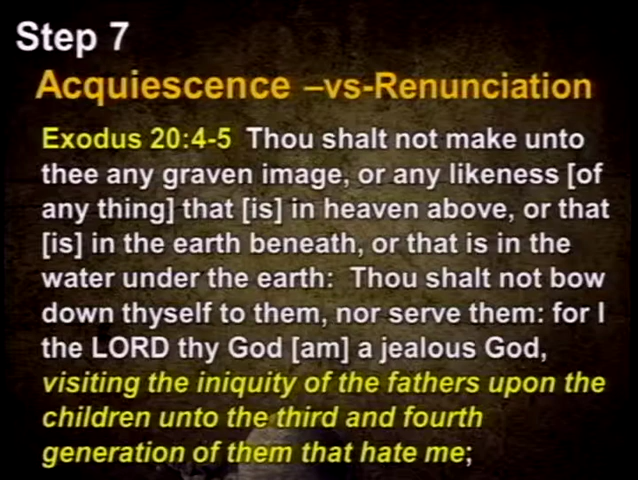 Step 7
Acquiescence –vs-Renunciation
Exodus 20:4-5  Thou shalt not make unto
thee any graven image, or any likeness [of
any thing] that [is] in heaven above, or that
[is] in the earth beneath, or that is in the
water under the earth:  Thou shalt not bow
down thyself to them, nor serve them: for I
the LORD thy God [am] a jealous God,
visiting the iniquity of the fathers upon the
children unto the third and fourth
generation of them that hate me;